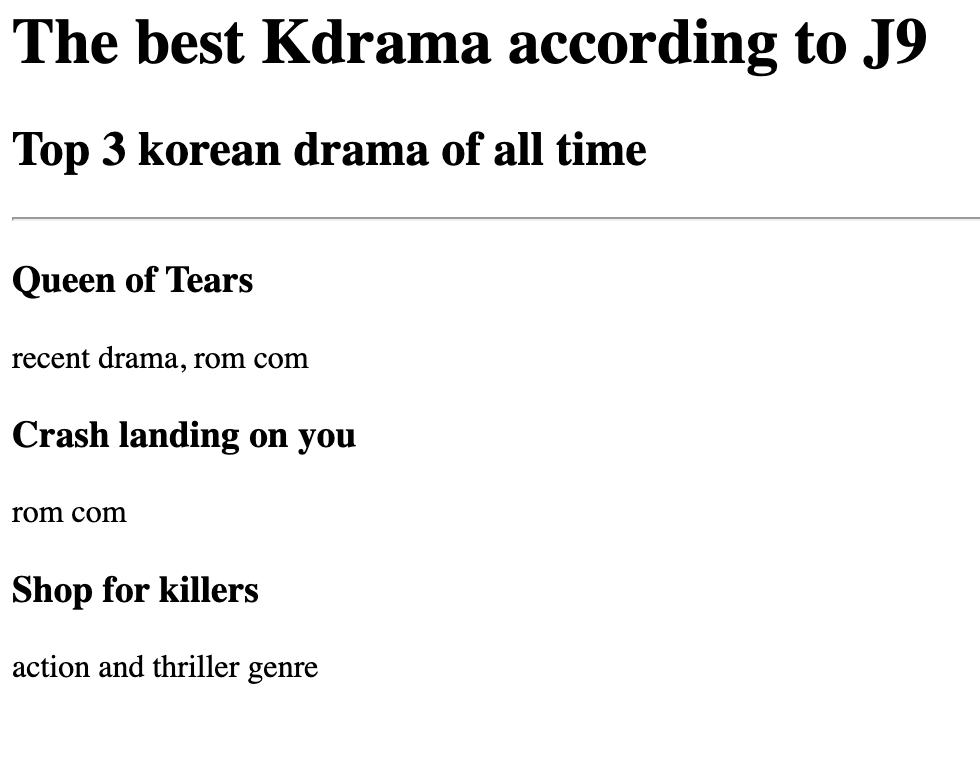 The best Kdrama according to J9
Top 3 korean drama of all time
Queen of Tears
recent drama, rom com
Crash landing on you
rom com
Shop for killers
action and thriller genre